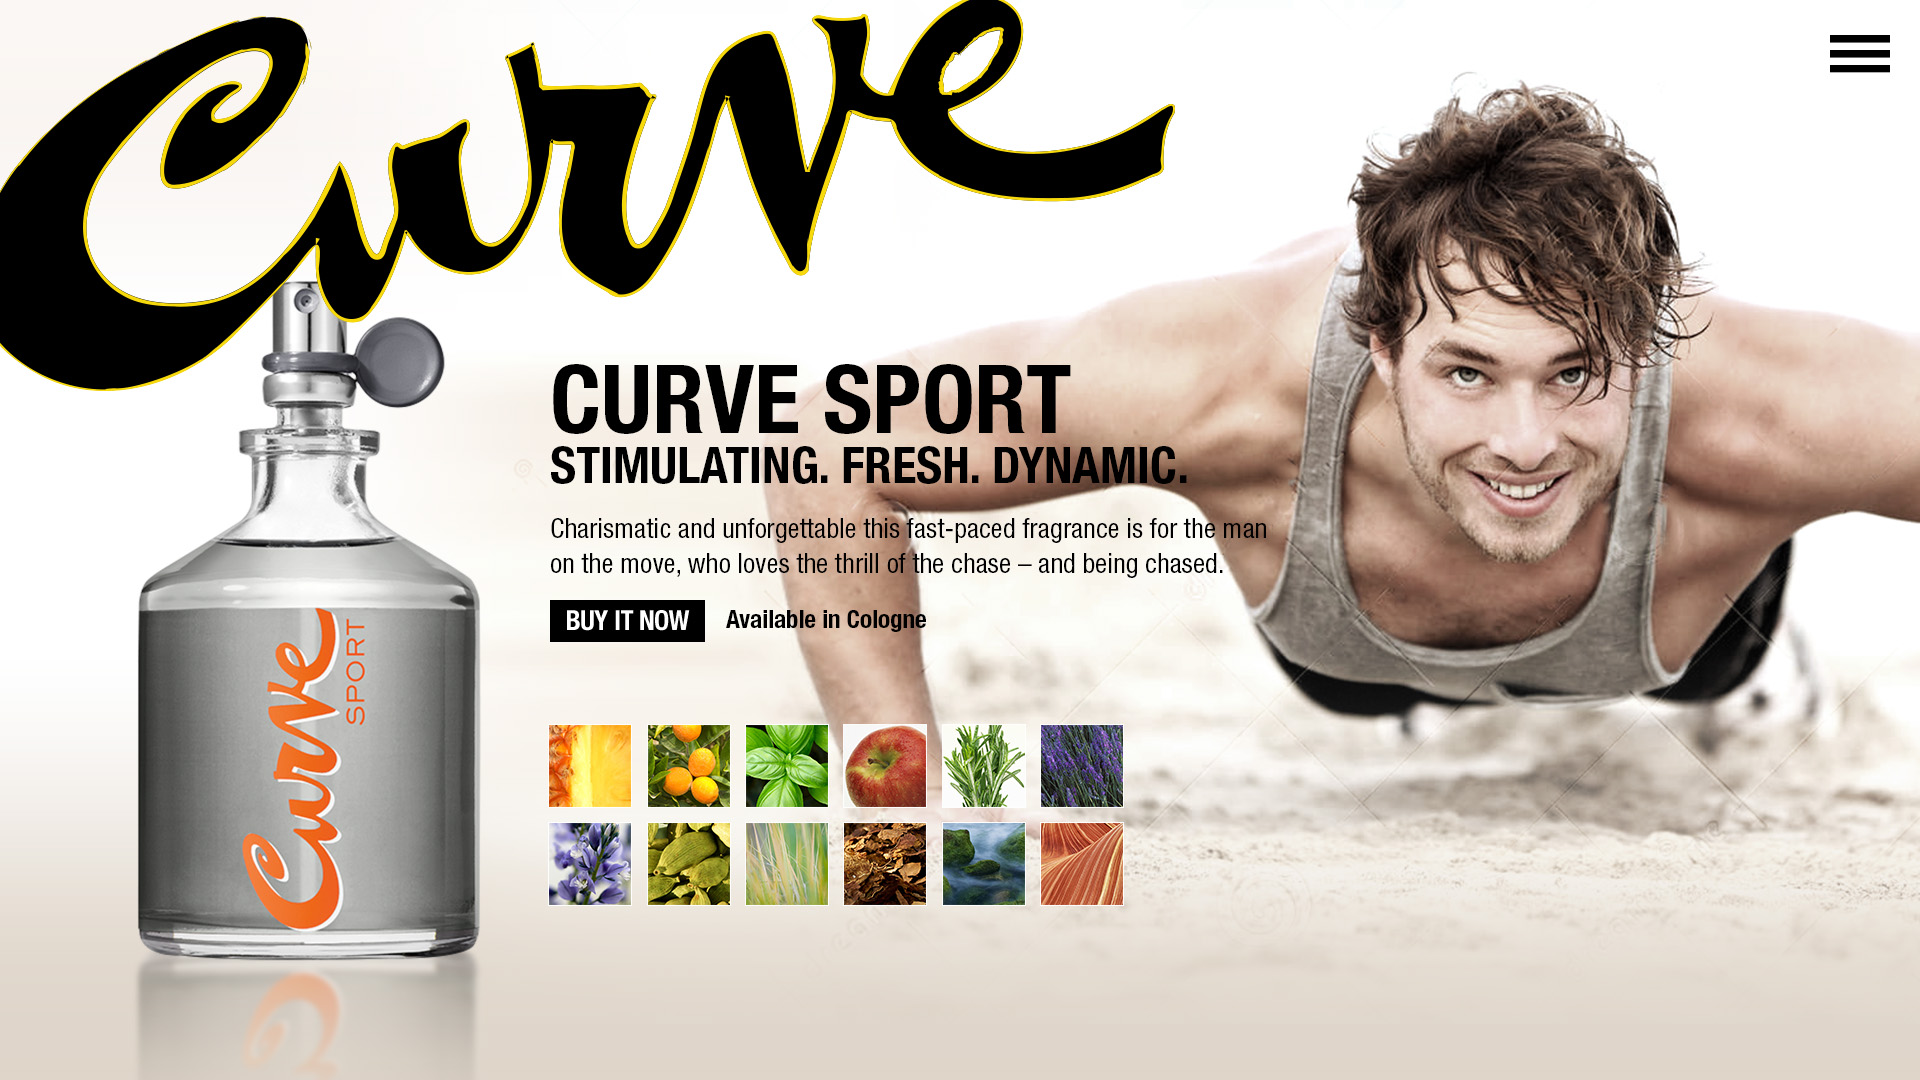 Curve
CURVE SPORT
STIMULATING. FRESH. DYNAMIC.
Charismatic and unforgettable this fast-paced fragrance is for the man
on the move, who loves the thrill of the chase – and being chased.
BUY IT NOW
Available in Cologne
Curve
SPORT